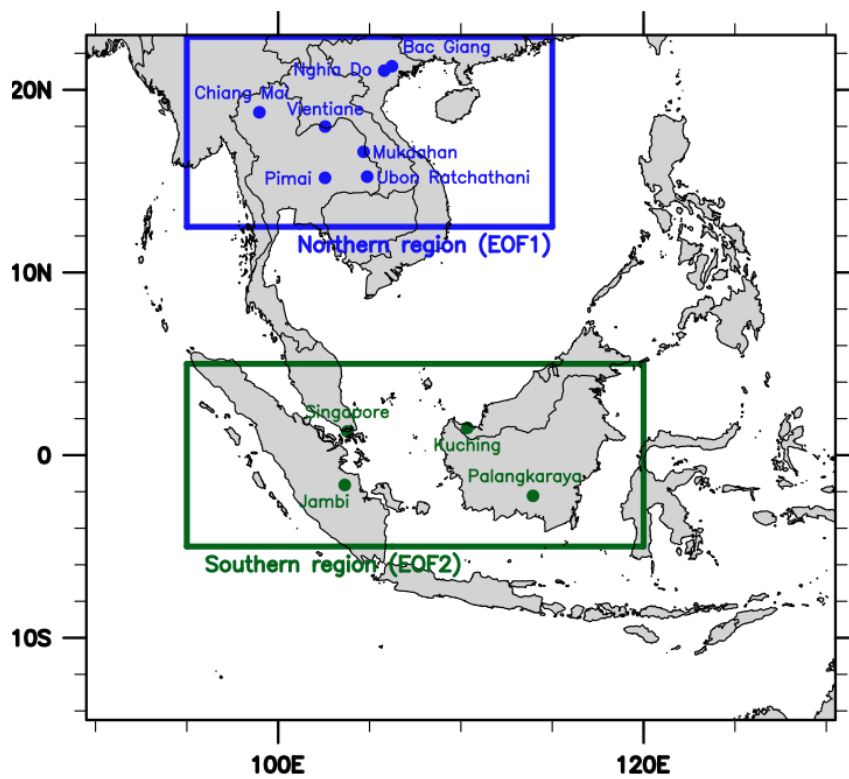 Bac Giang
20N
Nghia Do
Chiang Mai
Vientiane
Mukdahan
Pimai
Ubon Ratchathani
Northern region (EOF1)
10N
Singapore
Kuching
0
Palangkaraya
Jambi
Southern region (EOF2)
10S
100E
120E